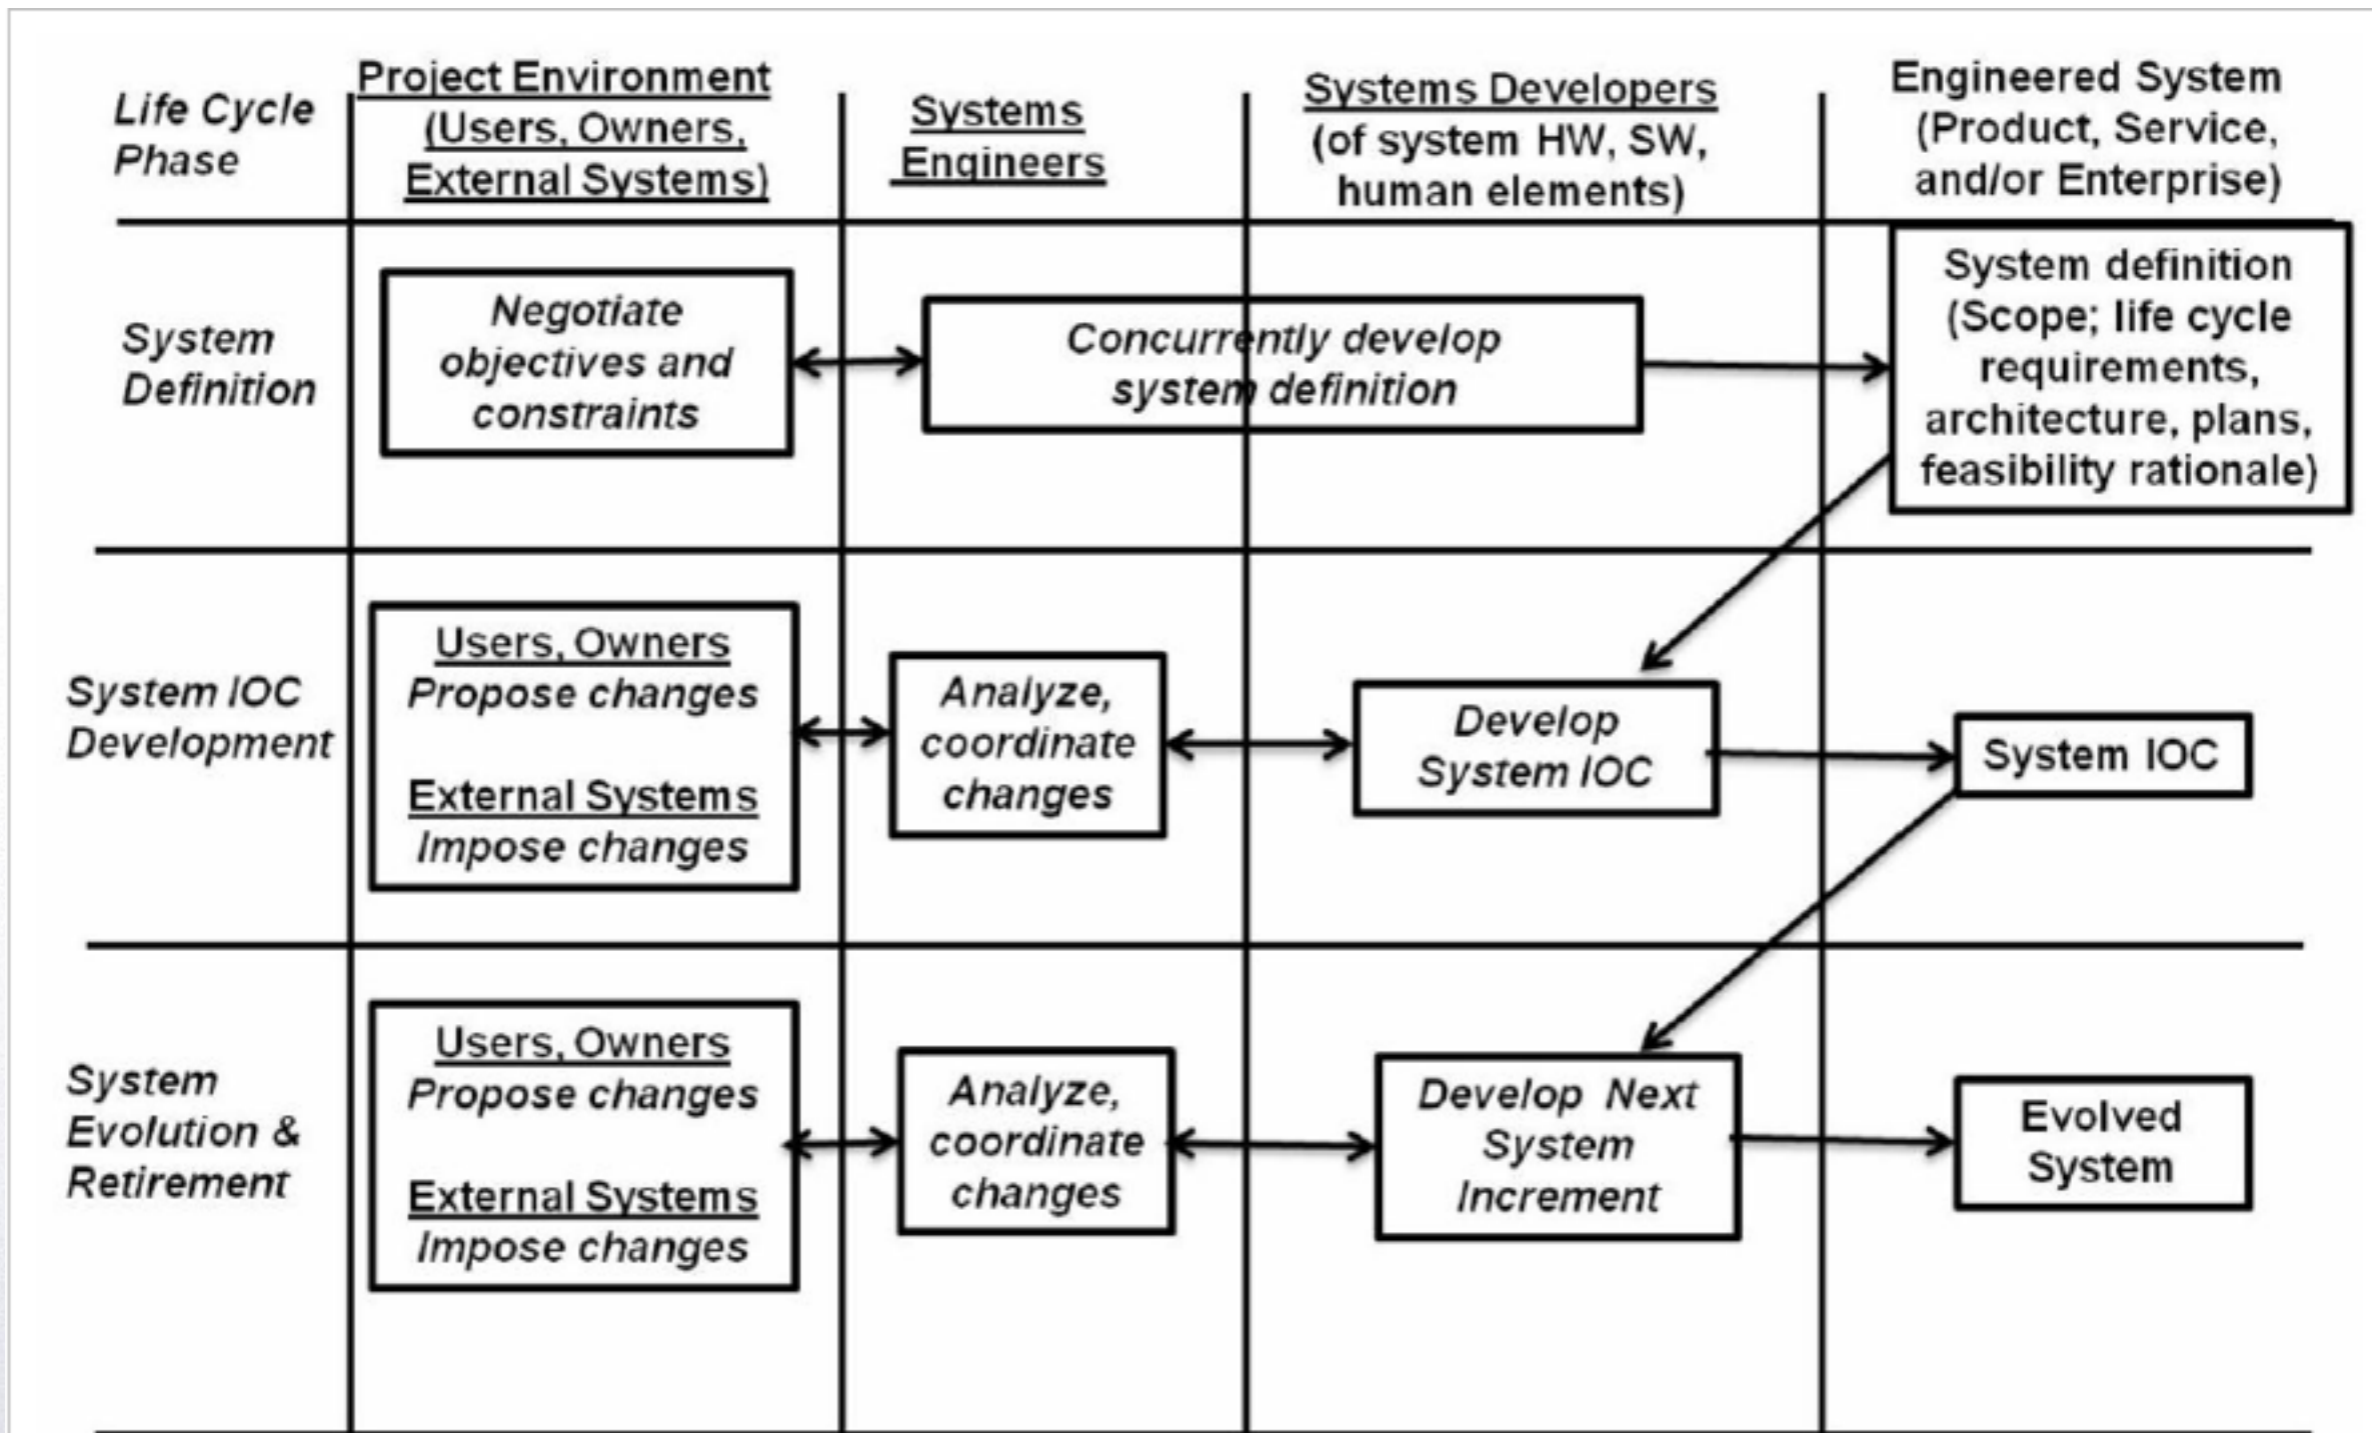 Life Cycle
Phase
Project Environment
(Users, Owners,
External Systems)
Systems
Engineers
Systems Developers
(of system HW, SW,
human elements)
Engineered System
(Product, Service,
and/or Enterprise)
System
Definition
Negotiate
objectives and
constraints
Concurrently develop
system definition
System definition
(Scope; life cycle
requirements,
architecture, plans,
feasibility rationale)
System IOC
Development
Users, Owners
Propose changes
External Systems
Impose changes
Analyze,
coordinate
changes
Develop
System IOC
System IOC
System
Evolution &
Retirement
Users, Owners
Propose changes
External Systems
Impose changes
Analyze,
coordinate
changes
Develop Next
System
Increment
Evolved
System